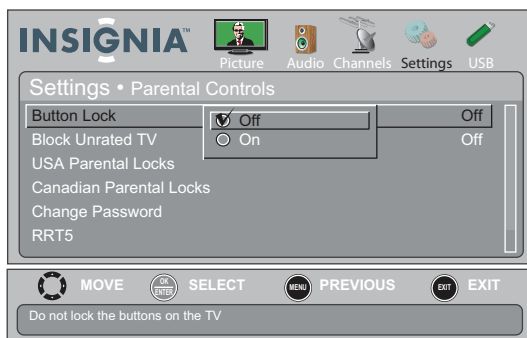 INSIGNIA™
Picture Audio Channels Settings USB
Settings • Parental Controls
Button Lock Off
Off
Block Unrated TV Off
On
USA Parental Locks
Canadian Parental Locks
Change Password
RRT5
MOVE OK ENTER SELECT MENU PREVIOUS EXIT EXIT
Do not lock the buttons on the TV